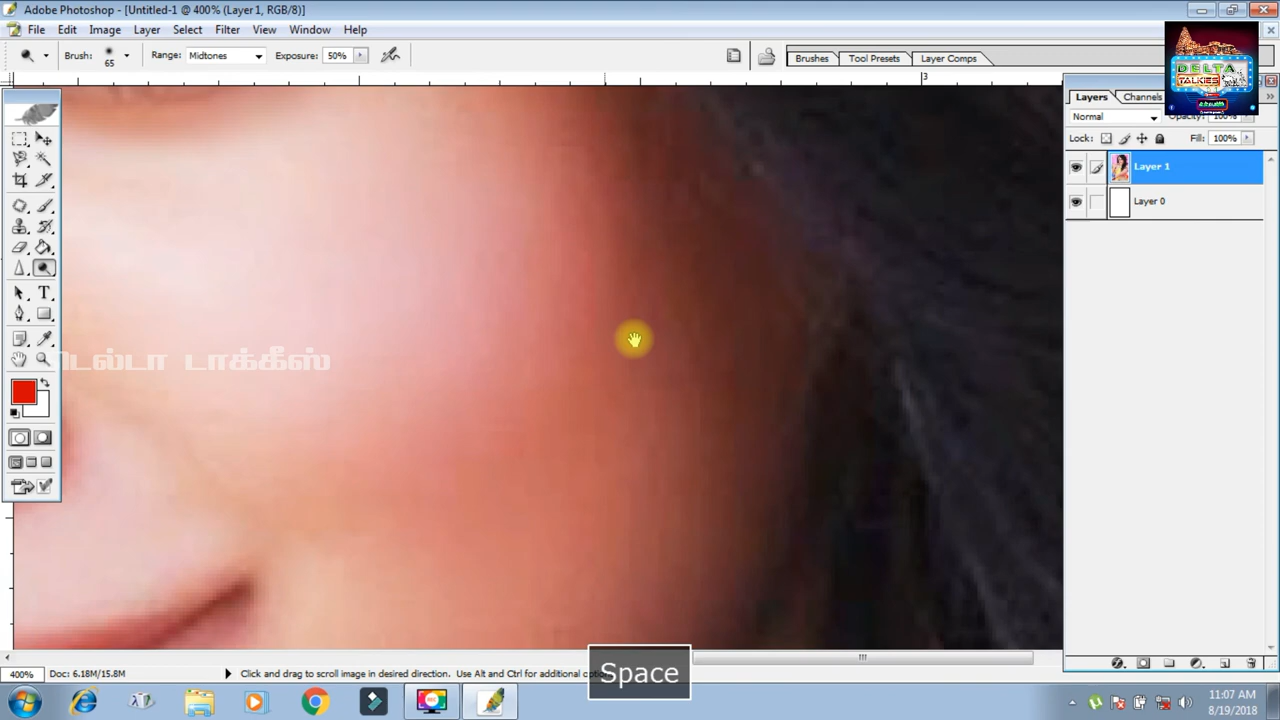 Adobe Photoshop - [Untitled-1 @ 400% (Layer 1, RGB/8)]
File Edit Image Layer Select Filter View Window Help
Brush: 65 Range: Midtones Exposure: 50% Brushes Tool Presets Layer Comps
DELTA
TALKIES
3
Layers Channels
Normal Opacity: 100%
Lock: Fill: 100%
Layer 1
Layer 0
டெல்டா டாக்கீஸ்
Space
400% Doc: 6.18M/15.8M Click and drag to scroll image in desired direction. Use Alt and Ctrl for additional
11:07 AM
8/19/2018